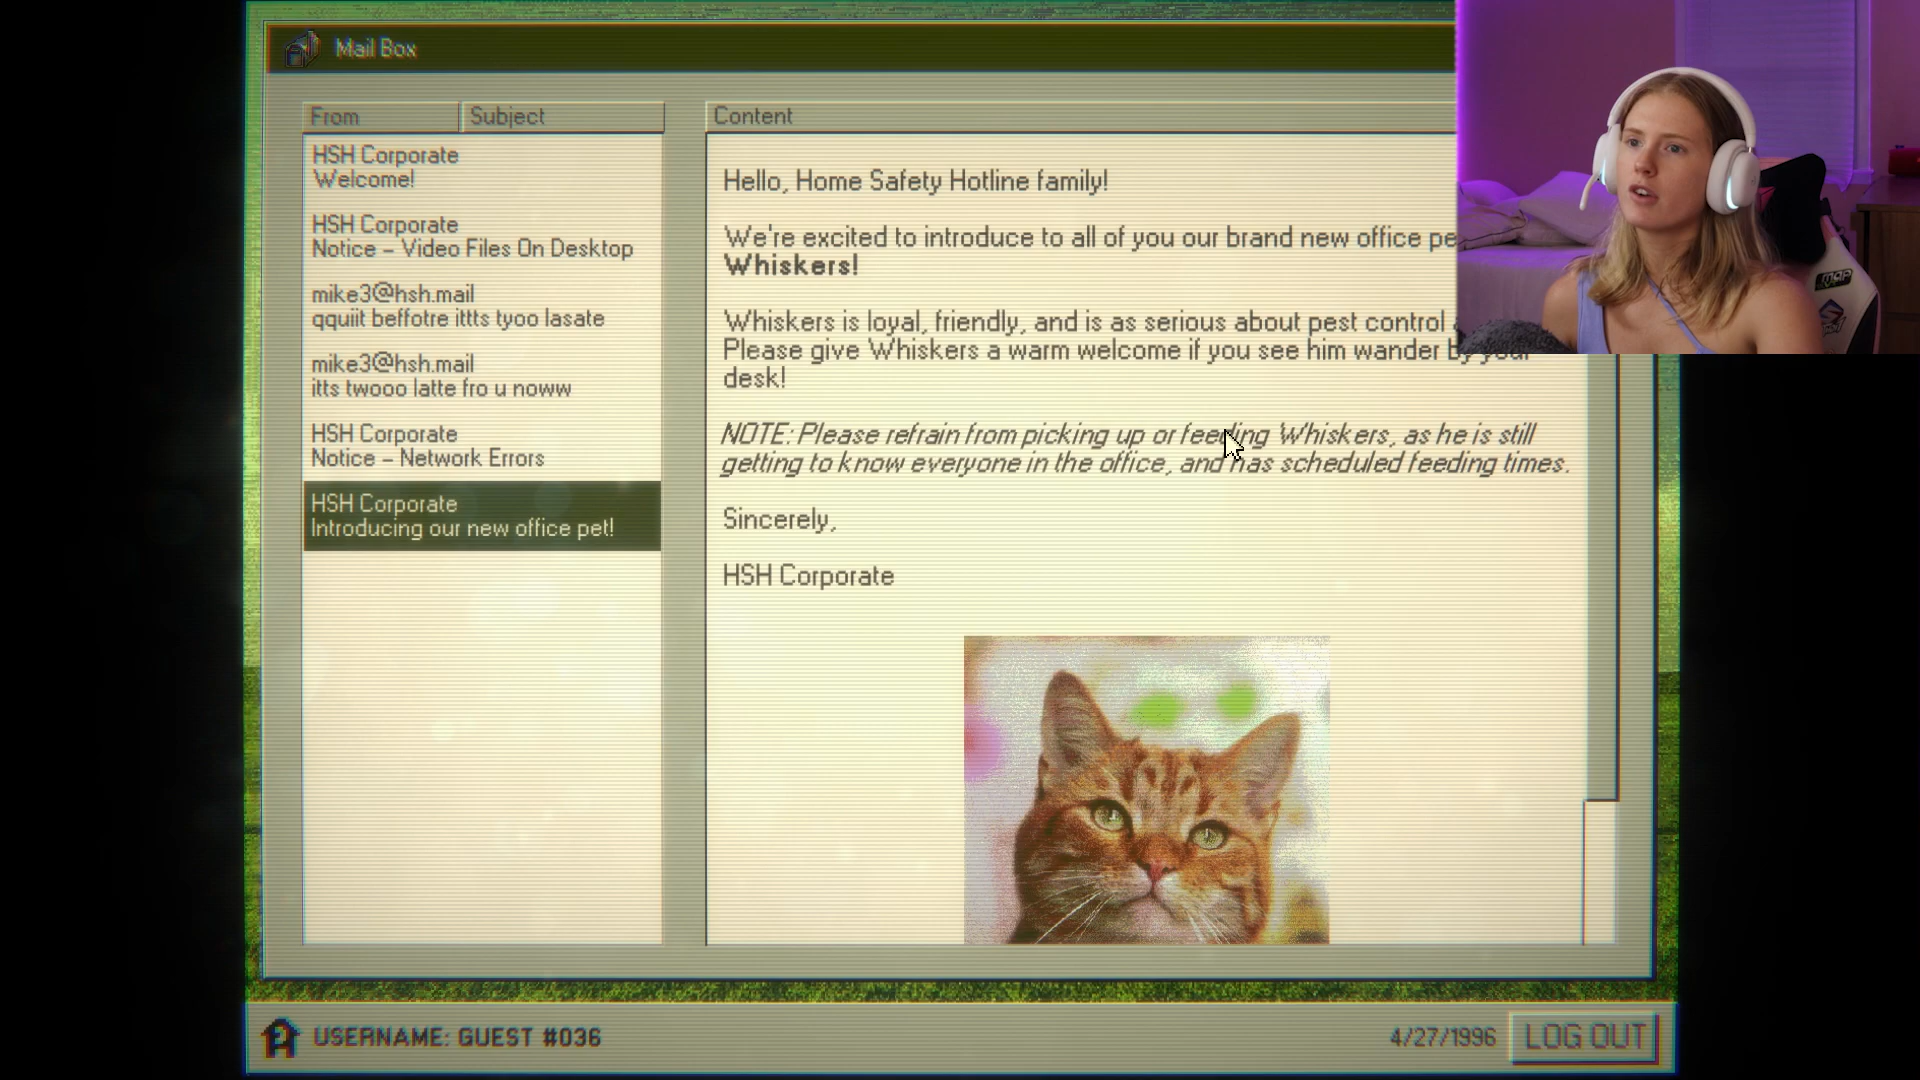 Mail Box
From
Subject
Content
HSH Corporate
Welcome!
HSH Corporate
Notice – Video Files On Desktop
mike3@hsh.mail
qquiit beffotre ittts tyoo lasate
mike3@hsh.mail
itts twooo latte fro u noww
HSH Corporate
Notice – Network Errors
HSH Corporate
Introducing our new office pet!
Hello, Home Safety Hotline family!
We're excited to introduce to all of you our brand new office pe
Whiskers!
Whiskers is loyal, friendly, and is as serious about pest control
Please give Whiskers a warm welcome if you see him wander by your
desk!
NOTE: Please refrain from picking up or feeding Whiskers, as he is still
getting to know everyone in the office, and has scheduled feeding times.
Sincerely,
HSH Corporate
USERNAME: GUEST #036
4/27/1996
LOG OUT